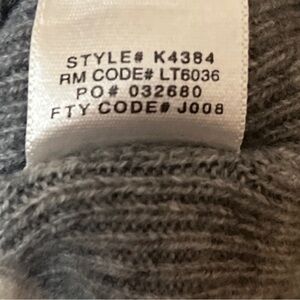 STYLE# K4384
RM CODE# LT6036
PO# 032680
FTY CODE# J008